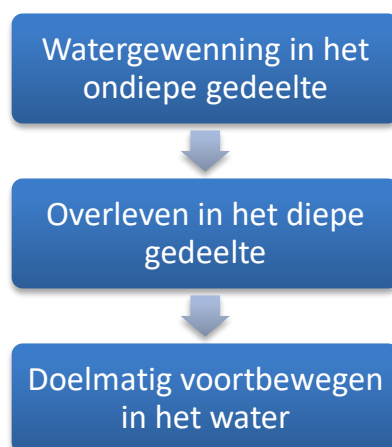 Watergewenning in het
ondiepe gedeelte
Overleven in het diepe
gedeelte
Doelmatig voortbewegen
in het water